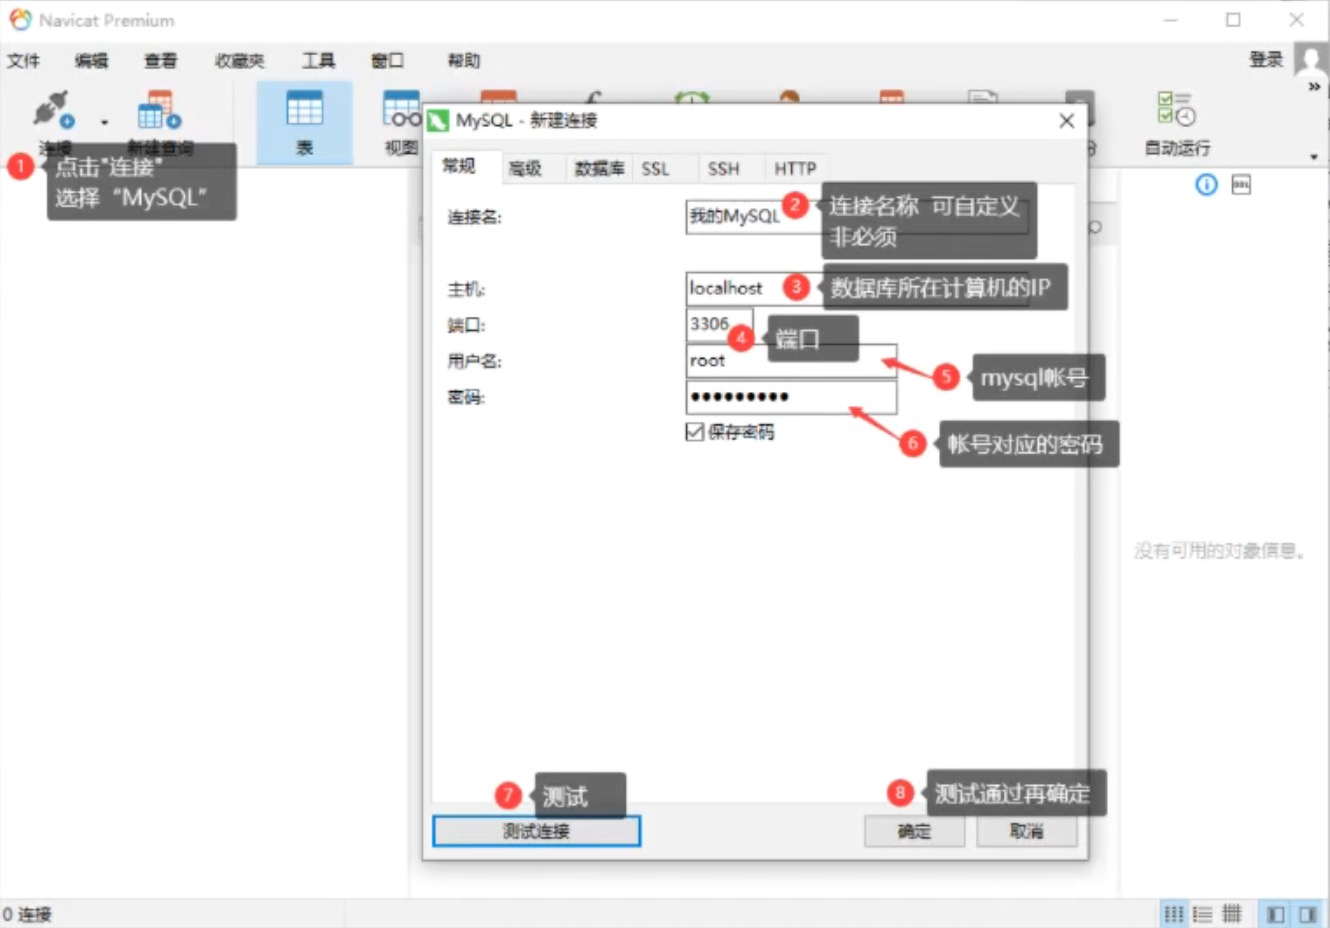 Navicat Premium
文件 编辑 查看 收藏夹 工具 窗口 帮助 登录
连接 新建查询 表 视图 自动运行
MySQL - 新建连接
1 点击"连接"
选择 “MySQL”
常规 高级 数据库 SSL SSH HTTP
连接名: 我的MySQL
2 连接名称 可自定义
非必须
主机: localhost
3 数据库所在计算机的IP
端口: 3306
4 端口
用户名: root
5 mysql帐号
密码:
保存密码
6 帐号对应的密码
没有可用的对象信息。
7 测试
8 测试通过再确定
测试连接 确定 取消
0 连接